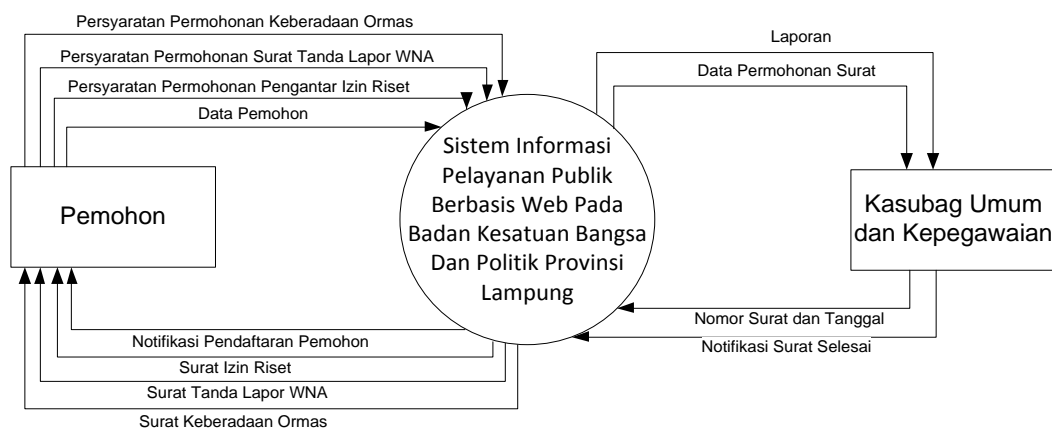 Persyaratan Permohonan Keberadaan Ormas
Persyaratan Permohonan Surat Tanda Lapor WNA
Persyaratan Permohonan Pengantar Izin Riset
Data Pemohon
Laporan
Data Permohonan Surat
Pemohon
Sistem Informasi
Pelayanan Publik
Berbasis Web Pada
Badan Kesatuan Bangsa
Dan Politik Provinsi
Lampung
Kasubag Umum
dan Kepegawaian
Notifikasi Pendaftaran Pemohon
Surat Izin Riset
Surat Tanda Lapor WNA
Surat Keberadaan Ormas
Nomor Surat dan Tanggal
Notifikasi Surat Selesai